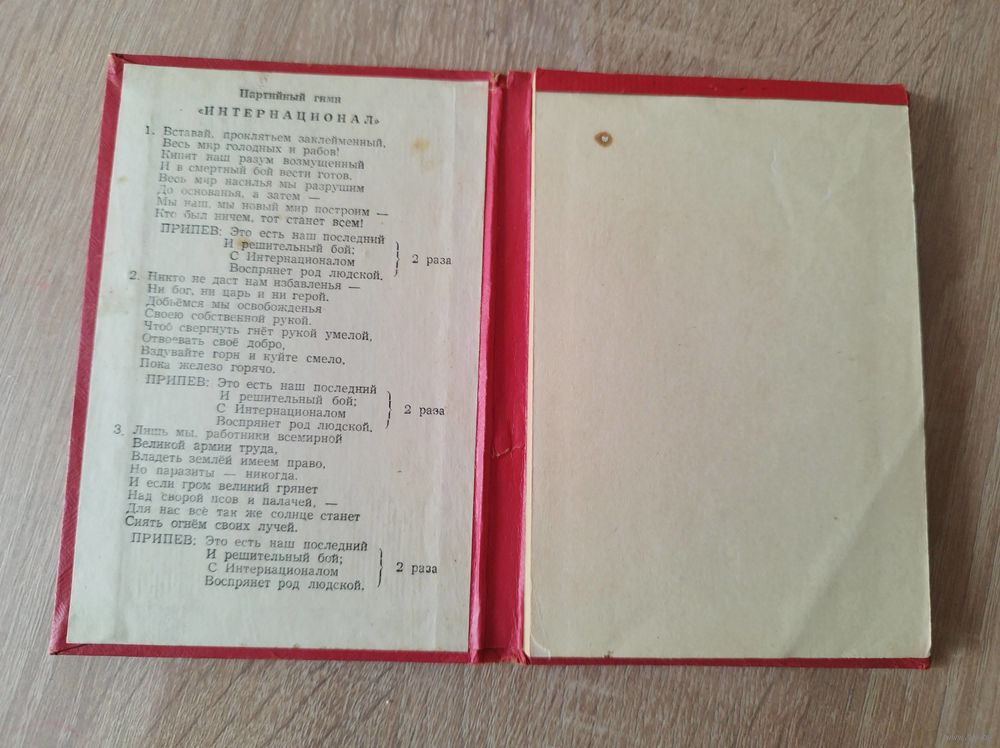 Партийный гимн
«ИНТЕРНАЦИОНАЛ»
1. Вставай, проклятьем заклейменный,
Весь мир голодных и рабов!
Кипит наш разум возмущенный
И в смертный бой вести готов.
Весь мир насилья мы разрушим
До основанья, а затем —
Мы наш, мы новый мир построим —
Кто был ничем, тот станет всем!
ПРИПЕВ: Это есть наш последний
И решительный бой;
С Интернационалом
Воспрянет род людской.
2 раза
2. Никто не даст нам избавленья —
Ни бог, ни царь и ни герой.
Добьёмся мы освобожденья
Своею собственной рукой.
Чтоб свергнуть гнёт рукой умелой,
Отвоевать своё добро,
Вздувайте горн и куйте смело,
Пока железо горячо.
ПРИПЕВ: Это есть наш последний
И решительный бой;
С Интернационалом
Воспрянет род людской.
2 раза
3. Лишь мы, работники всемирной
Великой армии труда,
Владеть землёй имеем право,
Но паразиты — никогда.
И если гром великий грянет
Над сворой псов и палачей, —
Для нас всё так же солнце станет
Сиять огнём своих лучей.
ПРИПЕВ: Это есть наш последний
И решительный бой;
С Интернационалом
Воспрянет род людской.
2 раза